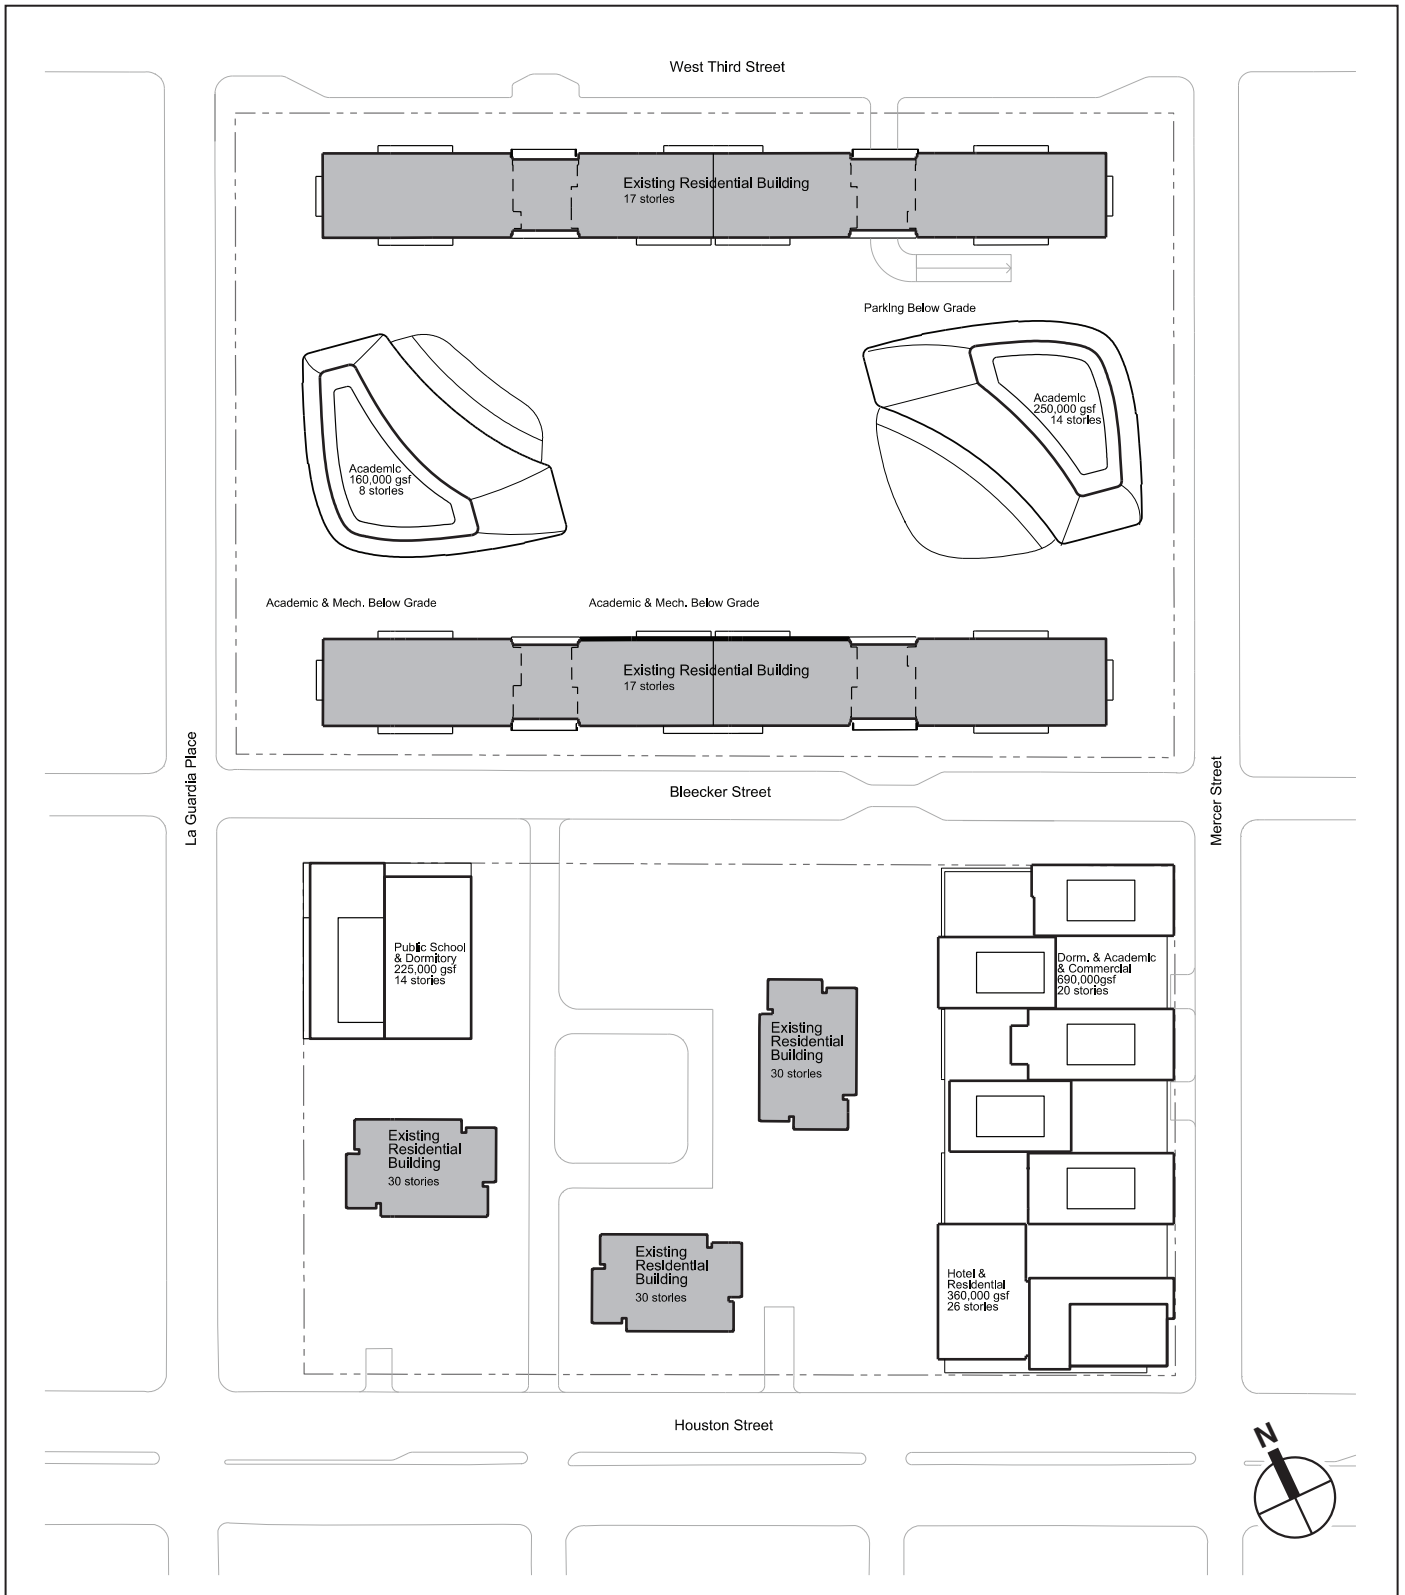 West Third Street
Existing Residential Building
17 stories
Parking Below Grade
Academic
250,000 gsf
14 stories
Academic
160,000 gsf
8 stories
Academic & Mech. Below Grade
Academic & Mech. Below Grade
Existing Residential Building
17 stories
La Guardia Place
Mercer Street
Bleecker Street
Public School
& Dormitory
225,000 gsf
14 stories
Dorm. & Academic
& Commercial
690,000gsf
20 stories
Existing
Residential
Building
30 stories
Existing
Residential
Building
30 stories
Existing
Residential
Building
30 stories
Hotel &
Residential
360,000 gsf
26 stories
Houston Street
N